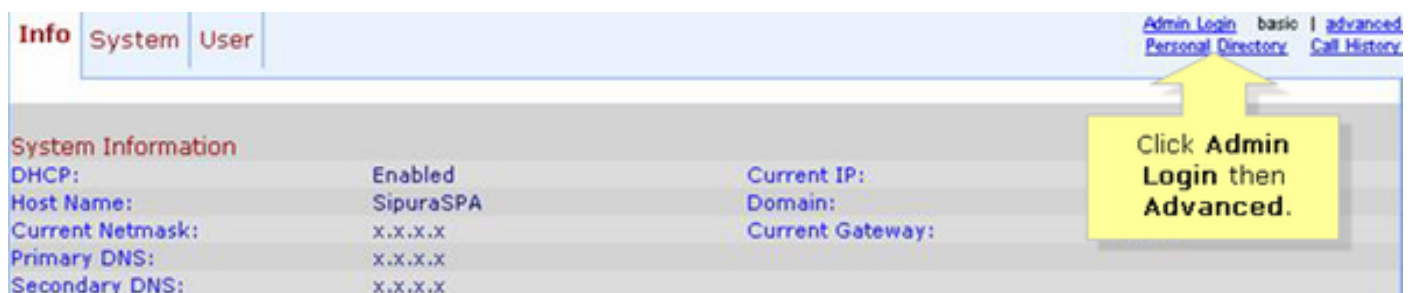 Info System User
Admin Login basic | advanced
Personal Directory Call History
Click Admin
Login then
Advanced.
System Information
DHCP: Enabled Current IP:
Host Name: SipuraSPA Domain:
Current Netmask: x.x.x.x Current Gateway:
Primary DNS: x.x.x.x
Secondary DNS: x.x.x.x